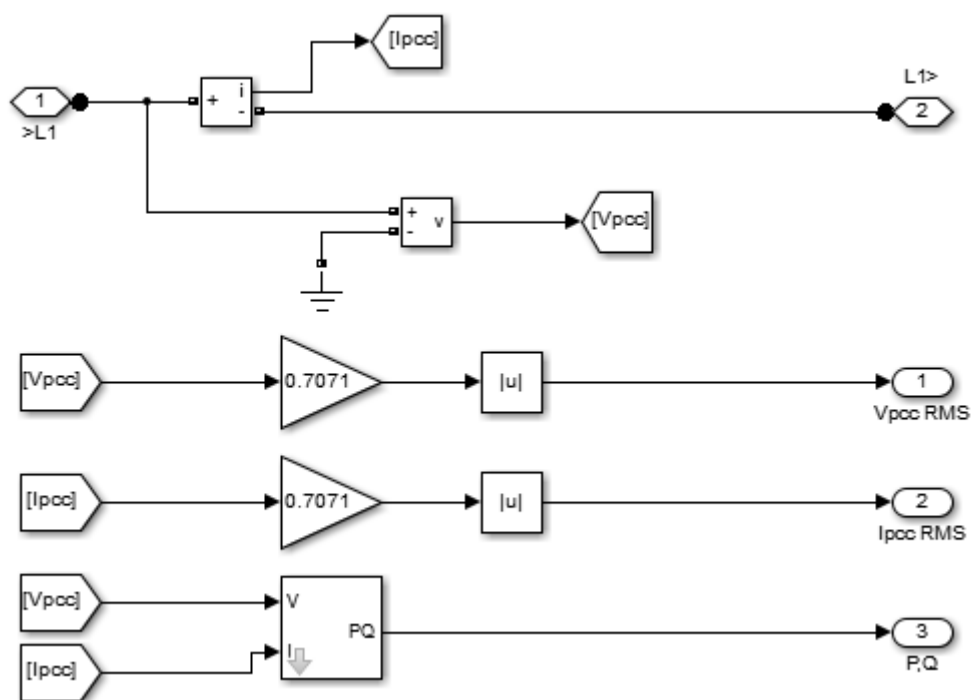 [Ipcc]
L1>
1
+
i
-
2
>L1
+
-
v
[Vpcc]
[Vpcc]
0.7071
|u|
1
Vpcc RMS
[Ipcc]
0.7071
|u|
2
Ipcc RMS
[Vpcc]
V
PQ
3
I
[Ipcc]
P,Q